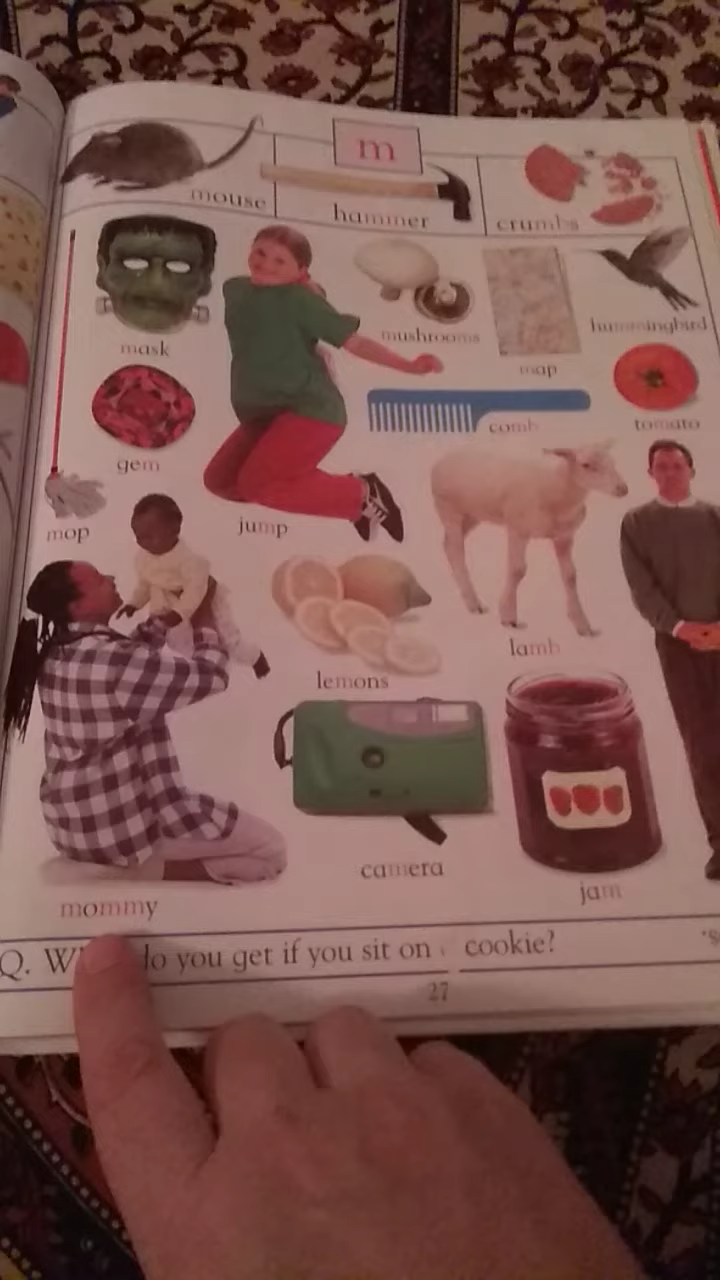 m
mouse
hammer
crumbs
mask
mushrooms
map
hummingbird
gem
comb
tomato
mop
jump
lamb
lemons
camera
jam
mommy
Q. do you get if you sit on cookie?
27